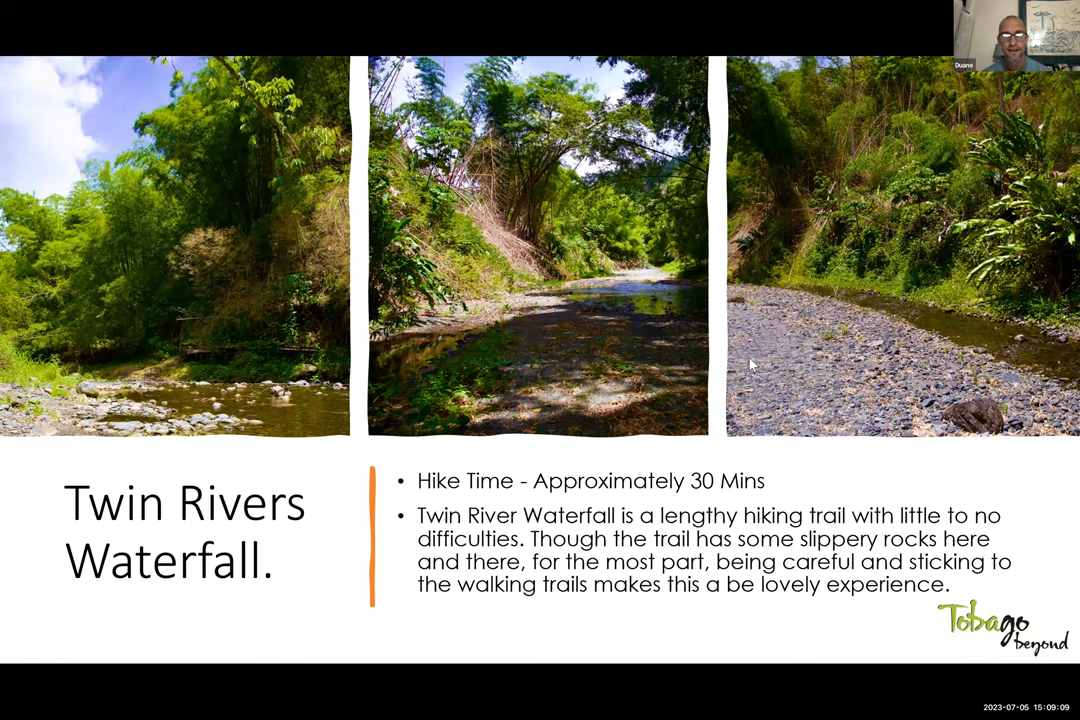 Duane
Twin Rivers
Waterfall.
• Hike Time - Approximately 30 Mins
• Twin River Waterfall is a lengthy hiking trail with little to no
difficulties. Though the trail has some slippery rocks here
and there, for the most part, being careful and sticking to
the walking trails makes this a be lovely experience.
Tobago
beyond
2023-07-05 15:09:09